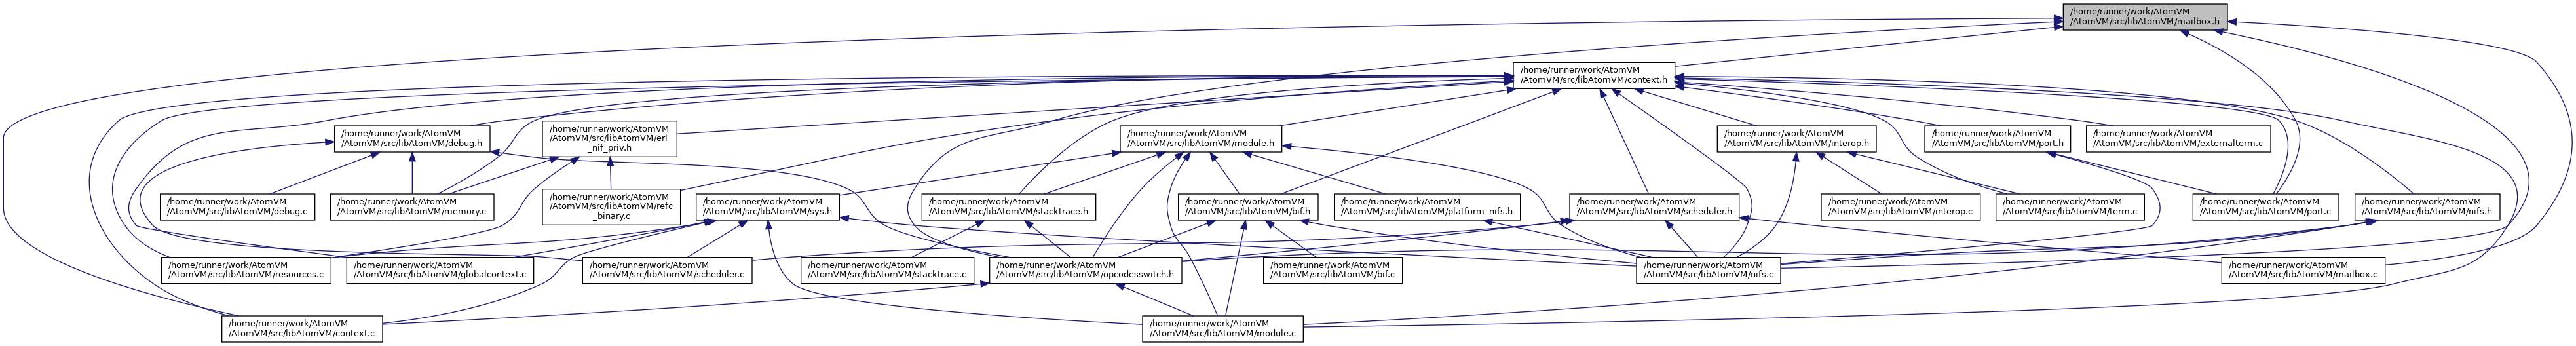 /home/runner/work/AtomVM
/AtomVM/src/libAtomVM/mailbox.h
/home/runner/work/AtomVM
/AtomVM/src/libAtomVM/context.h
/home/runner/work/AtomVM
/AtomVM/src/libAtomVM/debug.h
/home/runner/work/AtomVM
/AtomVM/src/libAtomVM/erl
_nif_priv.h
/home/runner/work/AtomVM
/AtomVM/src/libAtomVM/module.h
/home/runner/work/AtomVM
/AtomVM/src/libAtomVM/interop.h
/home/runner/work/AtomVM
/AtomVM/src/libAtomVM/port.h
/home/runner/work/AtomVM
/AtomVM/src/libAtomVM/externalterm.c
/home/runner/work/AtomVM
/AtomVM/src/libAtomVM/debug.c
/home/runner/work/AtomVM
/AtomVM/src/libAtomVM/memory.c
/home/runner/work/AtomVM
/AtomVM/src/libAtomVM/refc
_binary.c
/home/runner/work/AtomVM
/AtomVM/src/libAtomVM/sys.h
/home/runner/work/AtomVM
/AtomVM/src/libAtomVM/stacktrace.h
/home/runner/work/AtomVM
/AtomVM/src/libAtomVM/bif.h
/home/runner/work/AtomVM
/AtomVM/src/libAtomVM/platform_nifs.h
/home/runner/work/AtomVM
/AtomVM/src/libAtomVM/scheduler.h
/home/runner/work/AtomVM
/AtomVM/src/libAtomVM/interop.c
/home/runner/work/AtomVM
/AtomVM/src/libAtomVM/term.c
/home/runner/work/AtomVM
/AtomVM/src/libAtomVM/port.c
/home/runner/work/AtomVM
/AtomVM/src/libAtomVM/nifs.h
/home/runner/work/AtomVM
/AtomVM/src/libAtomVM/resources.c
/home/runner/work/AtomVM
/AtomVM/src/libAtomVM/globalcontext.c
/home/runner/work/AtomVM
/AtomVM/src/libAtomVM/scheduler.c
/home/runner/work/AtomVM
/AtomVM/src/libAtomVM/stacktrace.c
/home/runner/work/AtomVM
/AtomVM/src/libAtomVM/opcodesswitch.h
/home/runner/work/AtomVM
/AtomVM/src/libAtomVM/bif.c
/home/runner/work/AtomVM
/AtomVM/src/libAtomVM/nifs.c
/home/runner/work/AtomVM
/AtomVM/src/libAtomVM/mailbox.c
/home/runner/work/AtomVM
/AtomVM/src/libAtomVM/context.c
/home/runner/work/AtomVM
/AtomVM/src/libAtomVM/module.c